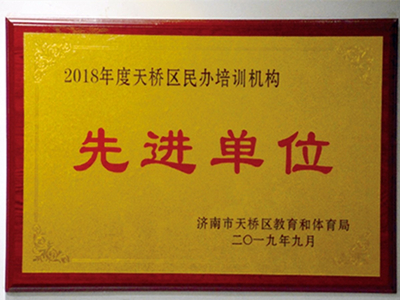 2018年度天桥区民办培训机构
先进单位
济南市天桥区教育和体育局
二〇一九年九月